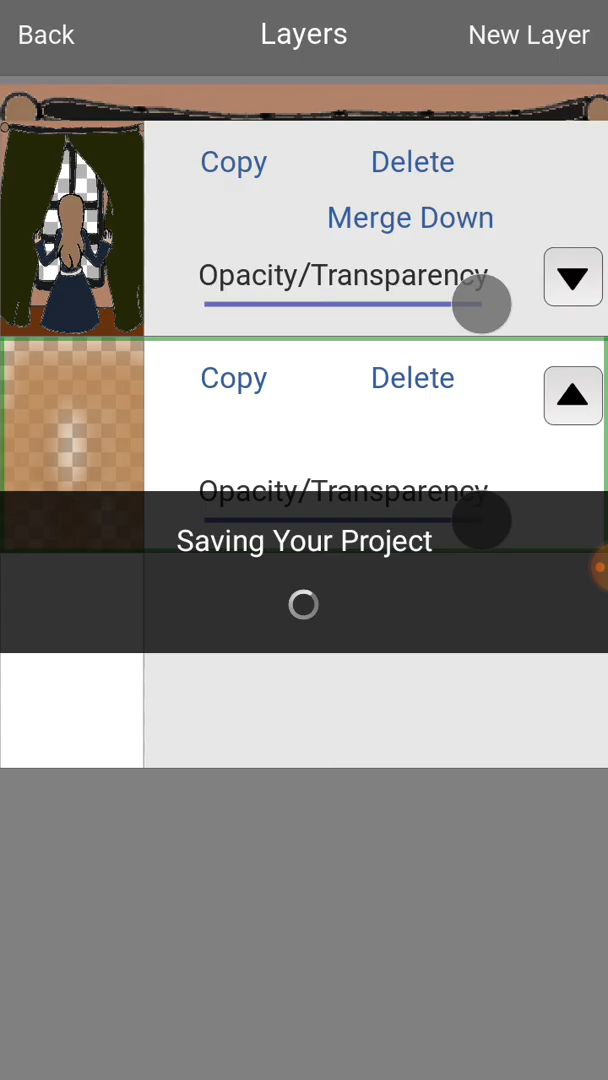 Back Layers New Layer
Copy Delete
Merge Down
Opacity/Transparency
Copy Delete
Opacity/Transparency
Saving Your Project